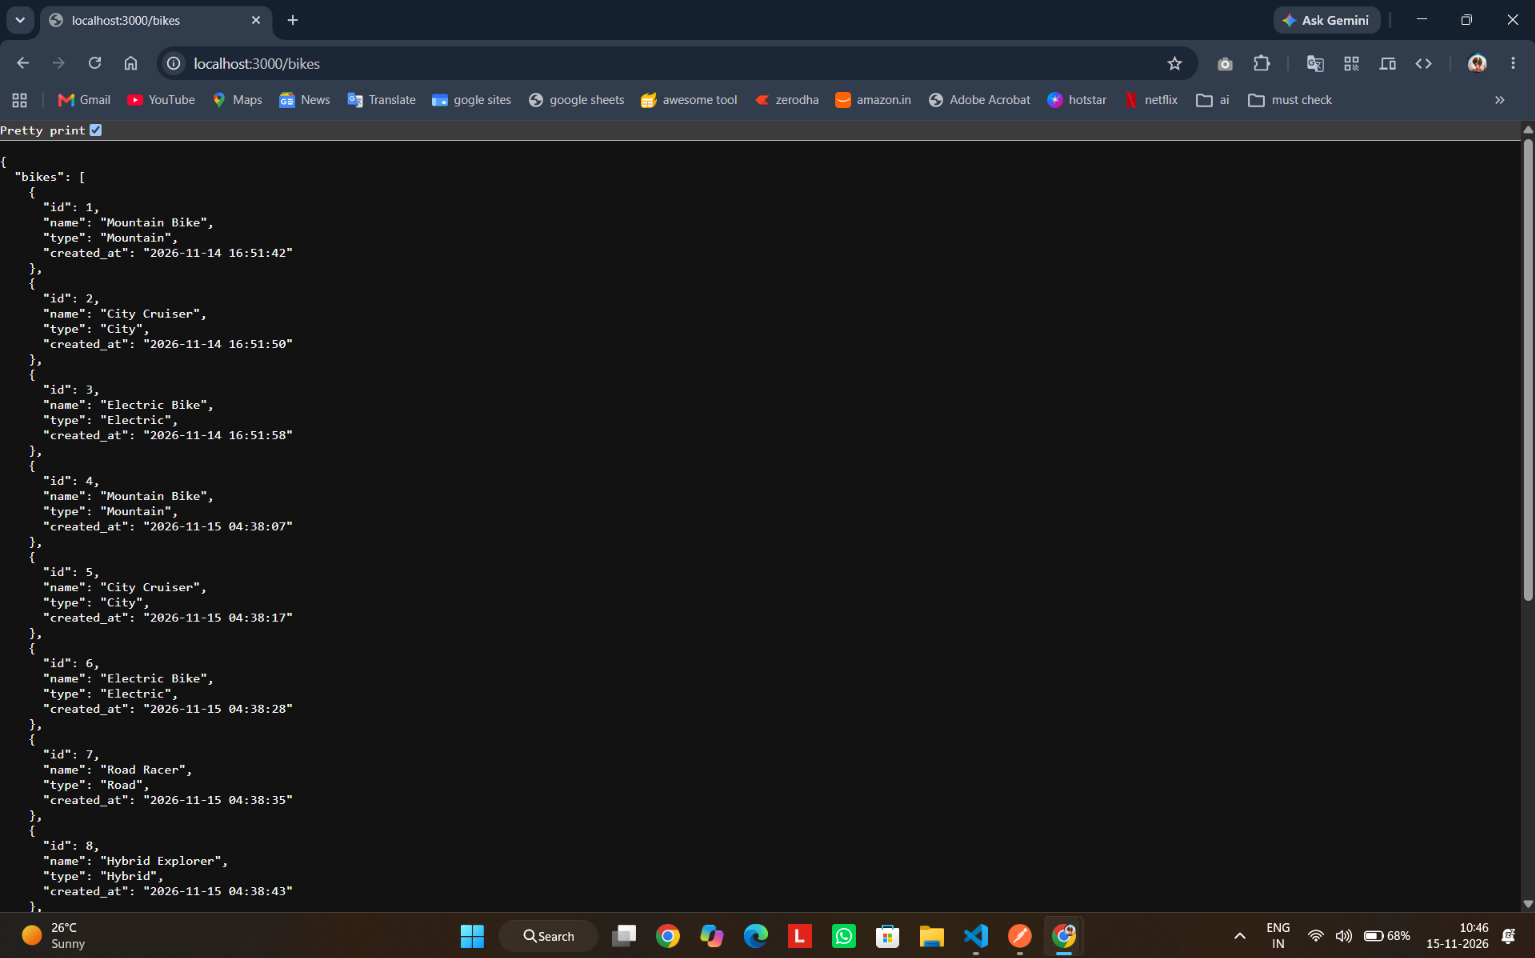 localhost:3000/bikes
Ask Gemini
localhost:3000/bikes
Gmail YouTube Maps News Translate gogle sites google sheets awesome tool zerodha amazon.in Adobe Acrobat hotstar netflix ai must check
Pretty print
{
"bikes": [
{
"id": 1,
"name": "Mountain Bike",
"type": "Mountain",
"created_at": "2026-11-14 16:51:42"
},
{
"id": 2,
"name": "City Cruiser",
"type": "City",
"created_at": "2026-11-14 16:51:50"
},
{
"id": 3,
"name": "Electric Bike",
"type": "Electric",
"created_at": "2026-11-14 16:51:58"
},
{
"id": 4,
"name": "Mountain Bike",
"type": "Mountain",
"created_at": "2026-11-15 04:38:07"
},
{
"id": 5,
"name": "City Cruiser",
"type": "City",
"created_at": "2026-11-15 04:38:17"
},
{
"id": 6,
"name": "Electric Bike",
"type": "Electric",
"created_at": "2026-11-15 04:38:28"
},
{
"id": 7,
"name": "Road Racer",
"type": "Road",
"created_at": "2026-11-15 04:38:35"
},
{
"id": 8,
"name": "Hybrid Explorer",
"type": "Hybrid",
"created_at": "2026-11-15 04:38:43"
},
26°C
Sunny
Search
L
ENG
IN
68%
10:46
15-11-2026